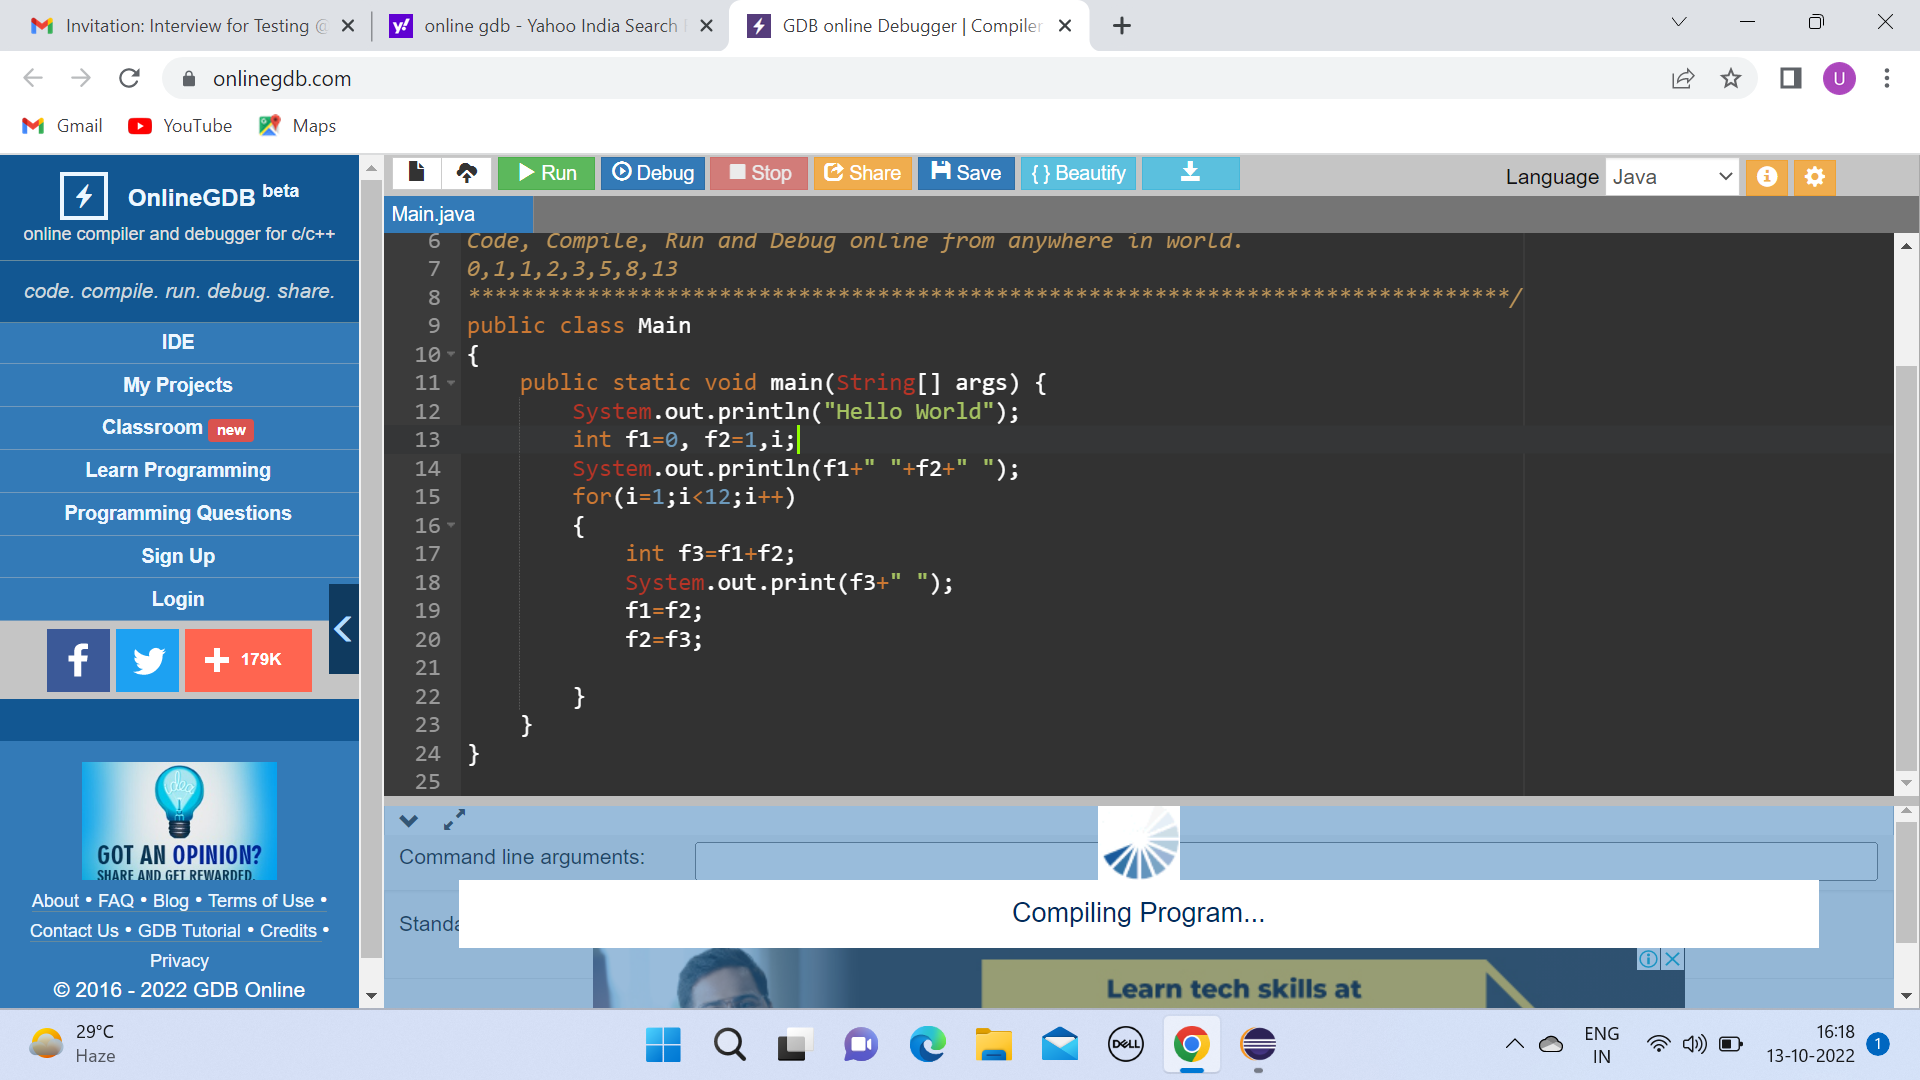 Invitation: Interview for Testing @
online gdb - Yahoo India Search
GDB online Debugger | Compiler
onlinegdb.com
U
Gmail
YouTube
Maps
OnlineGDB beta
online compiler and debugger for c/c++
code. compile. run. debug. share.
IDE
My Projects
Classroom new
Learn Programming
Programming Questions
Sign Up
Login
f
+ 179K
idea
GOT AN OPINION?
SHARE AND GET REWARDED.
About • FAQ • Blog • Terms of Use •
Contact Us • GDB Tutorial • Credits •
Privacy
© 2016 - 2022 GDB Online
Run
Debug
Stop
Share
Save
{ } Beautify
Language Java
Main.java
6 Code, Compile, Run and Debug online from anywhere in world.
7 0,1,1,2,3,5,8,13
8 *******************************************************************************/
9 public class Main
10 {
11 public static void main(String[] args) {
12 System.out.println("Hello World");
13 int f1=0, f2=1,i;
14 System.out.println(f1+" "+f2+" ");
15 for(i=1;i<12;i++)
16 {
17 int f3=f1+f2;
18 System.out.print(f3+" ");
19 f1=f2;
20 f2=f3;
21
22 }
23 }
24 }
25
Command line arguments:
Compiling Program...
Learn tech skills at
29°C
Haze
DELL
ENG
IN
16:18
13-10-2022
1